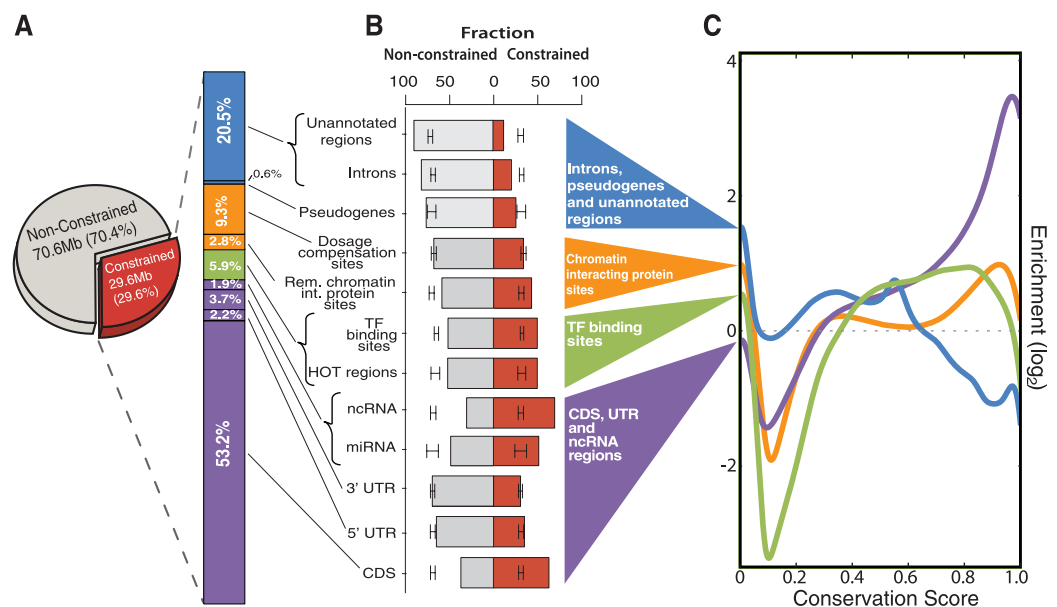 A
Non-Constrained
70.6Mb (70.4%)
Constrained
29.6Mb
(29.6%)
20.5%
0.6%
9.3%
2.8%
5.9%
1.9%
3.7%
2.2%
53.2%
B
Fraction
Non-constrained
Constrained
100
50
0
50
100
Unannotated
regions
Introns
Pseudogenes
Dosage
compensation
sites
Rem. chromatin
int. protein
sites
TF
binding
sites
HOT regions
ncRNA
miRNA
3' UTR
5' UTR
CDS
Introns,
pseudogenes
and unannotated
regions
Chromatin
interacting protein
sites
TF binding
sites
CDS, UTR
and
ncRNA
regions
C
4
2
0
-2
0
0.2
0.4
0.6
0.8
1.0
Conservation Score
Enrichment (log2)